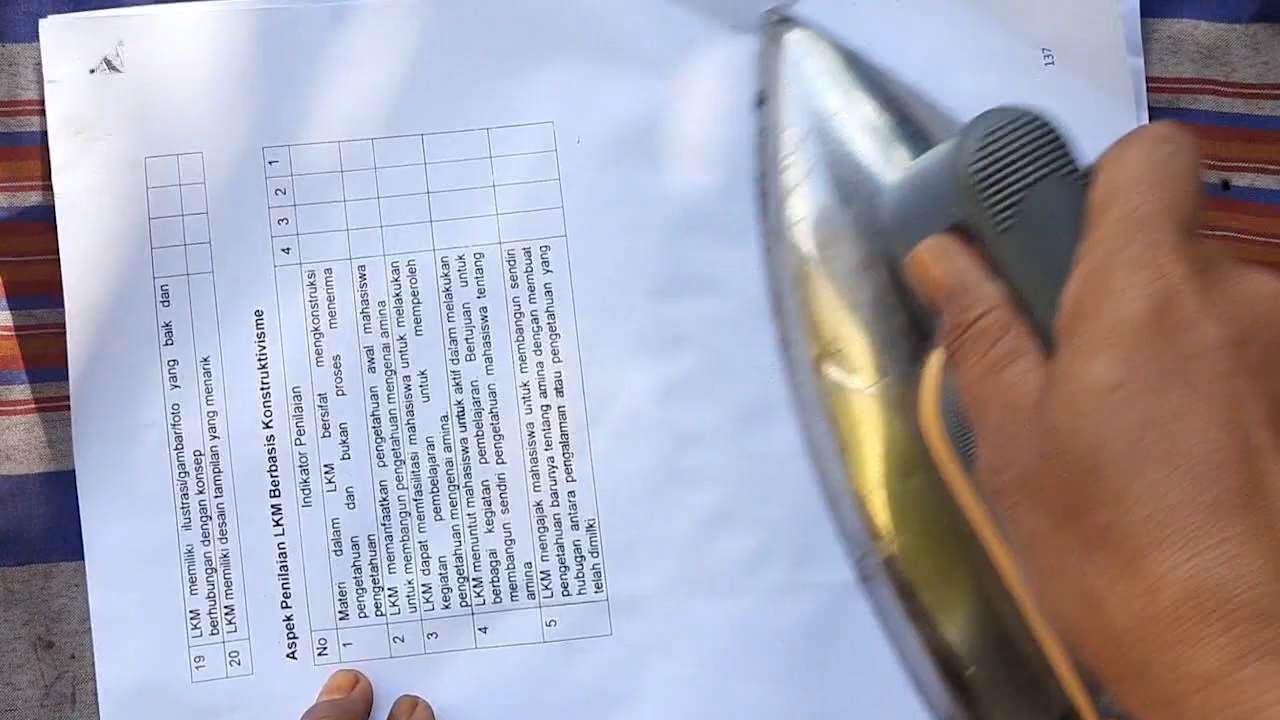 19 LKM memiliki ilustrasi/gambar/foto yang baik dan
berhubungan dengan konsep
20 LKM memiliki desain tampilan yang menarik
Aspek Penilaian LKM Berbasis Konstruktivisme
No Indikator Penilaian 4 3 2 1
1 Materi dalam LKM bersifat mengkonstruksi
pengetahuan dan bukan proses menerima
pengetahuan
2 LKM memanfaatkan pengetahuan awal mahasiswa
untuk membangun pengetahuan mengenai amina
3 LKM dapat memfasilitasi mahasiswa untuk melakukan
kegiatan pembelajaran untuk memperoleh
pengetahuan mengenai amina.
4 LKM menuntut mahasiswa untuk aktif dalam melakukan
berbagai kegiatan pembelajaran. Bertujuan untuk
membangun sendiri pengetahuan mahasiswa tentang
amina
5 LKM mengajak mahasiswa untuk membangun sendiri
pengetahuan barunya tentang amina dengan membuat
hubugan antara pengalaman atau pengetahuan yang
telah dimilki
137